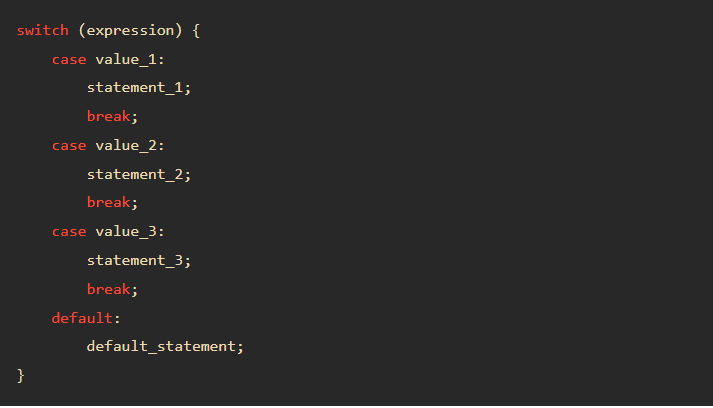 switch (expression) {
    case value_1:
        statement_1;
        break;
    case value_2:
        statement_2;
        break;
    case value_3:
        statement_3;
        break;
    default:
        default_statement;
}